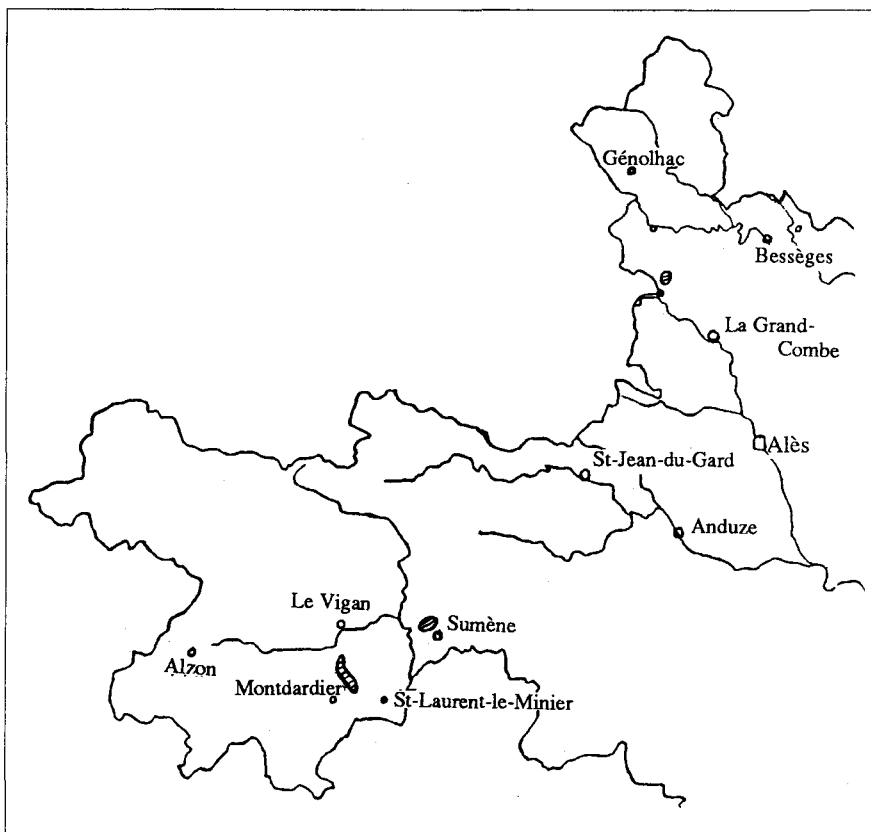 Génolhac
Bessèges
La Grand-
Combe
Alès
St-Jean-du-Gard
Anduze
Le Vigan
Sumène
Alzon
Montdardier
St-Laurent-le-Minier